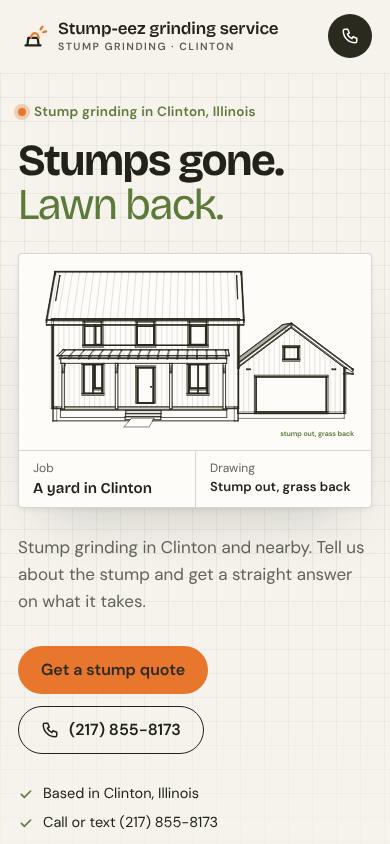 Stump-eez grinding service
STUMP GRINDING · CLINTON
Stump grinding in Clinton, Illinois
Stumps gone.
Lawn back.
stump out, grass back
Job
A yard in Clinton
Drawing
Stump out, grass back
Stump grinding in Clinton and nearby. Tell us
about the stump and get a straight answer
on what it takes.
Get a stump quote
(217) 855-8173
Based in Clinton, Illinois
Call or text (217) 855-8173